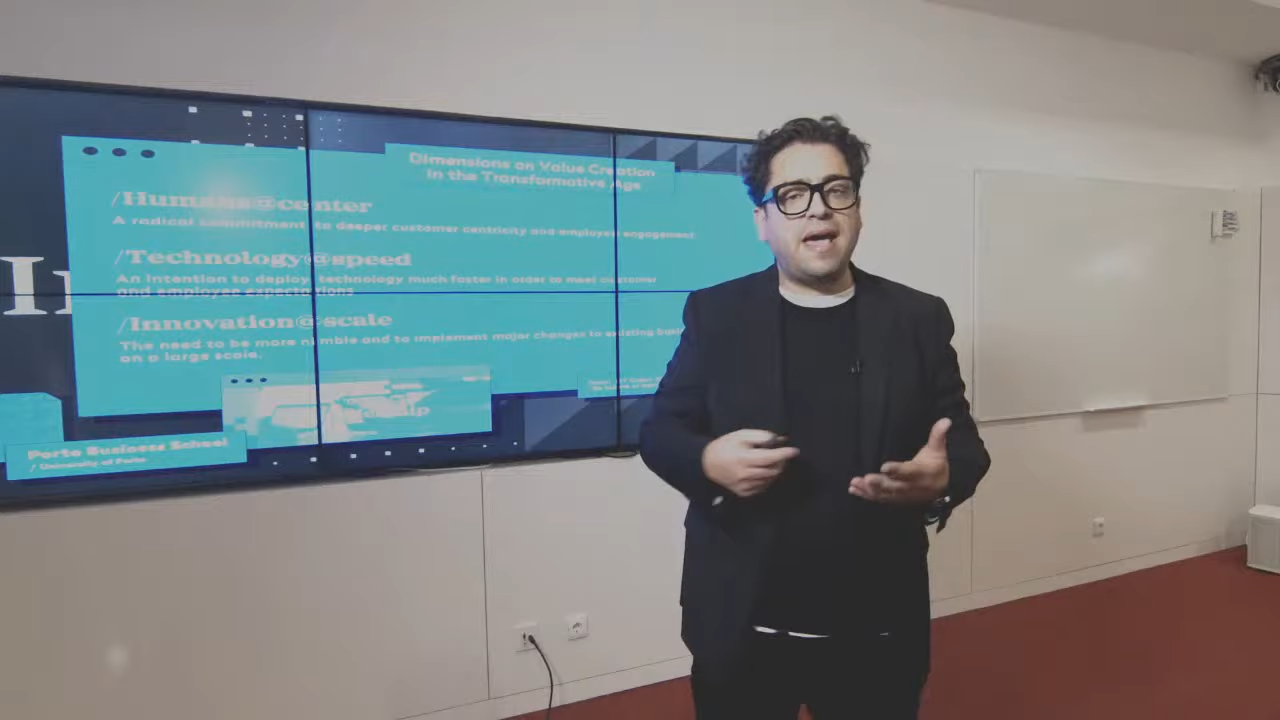 Dimensions on Value Creation
in the Transformative Age
/Humans@center
A radical commitment to deeper customer centricity and employee engagement
/Technology@speed
An intention to deploy technology much faster in order to meet customer
and employee expectations
In
/Innovation@scale
The need to be more nimble and to implement major changes to existing
on a large scale.
Porto Business School
/ University of Porto